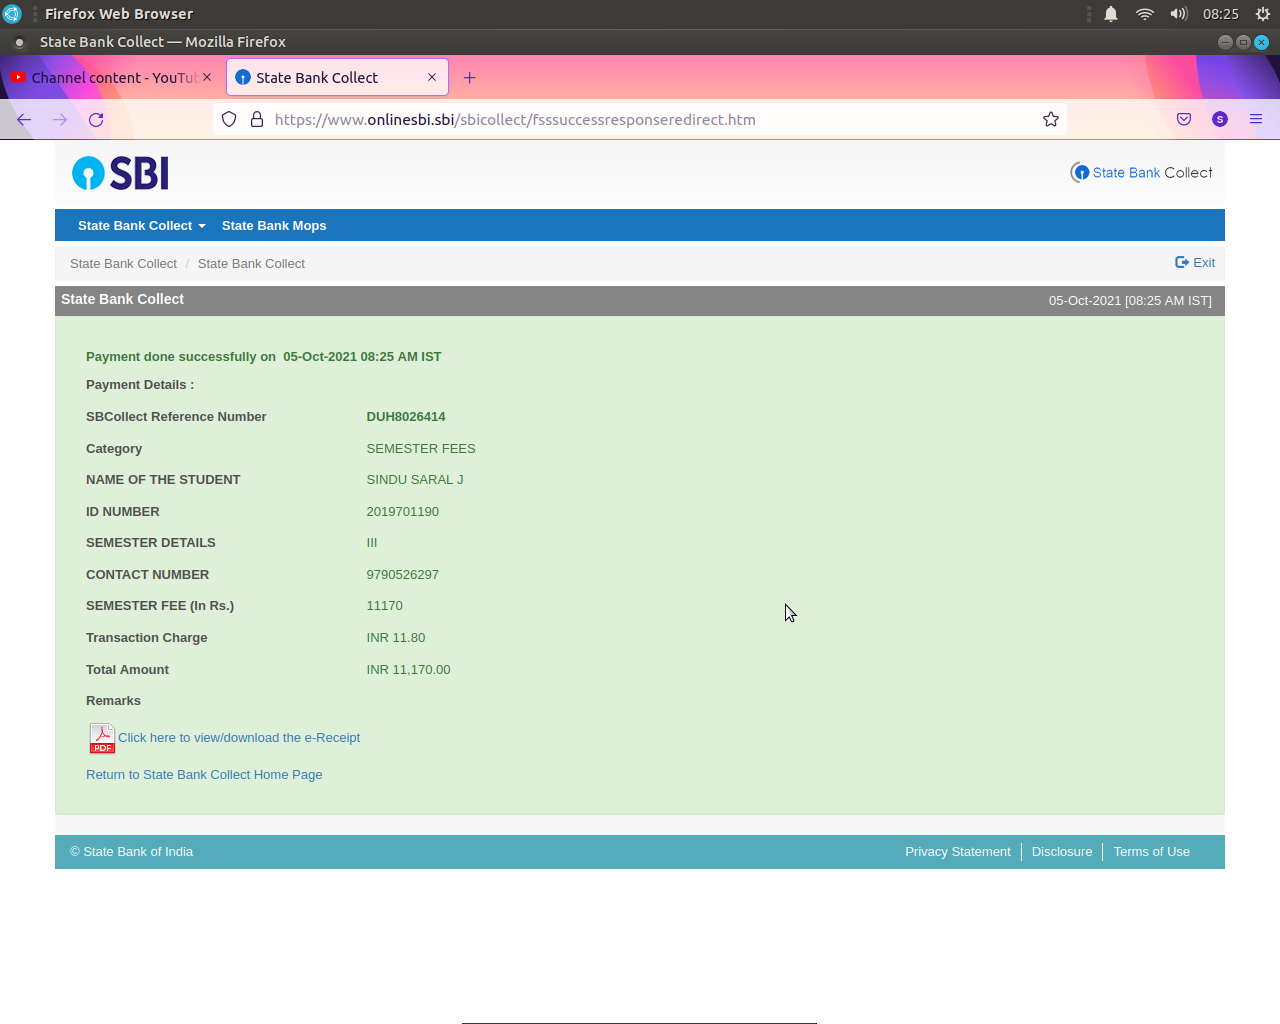 Firefox Web Browser
08:25
State Bank Collect — Mozilla Firefox
Channel content - YouTu
State Bank Collect
https://www.onlinesbi.sbi/sbicollect/fsssuccessresponseredirect.htm
S
SBI
State Bank Collect
State Bank Collect
State Bank Mops
State Bank Collect / State Bank Collect
Exit
State Bank Collect
05-Oct-2021 [08:25 AM IST]
Payment done successfully on 05-Oct-2021 08:25 AM IST
Payment Details :
SBCollect Reference Number DUH8026414
Category SEMESTER FEES
NAME OF THE STUDENT SINDU SARAL J
ID NUMBER 2019701190
SEMESTER DETAILS III
CONTACT NUMBER 9790526297
SEMESTER FEE (In Rs.) 11170
Transaction Charge INR 11.80
Total Amount INR 11,170.00
Remarks
PDF Click here to view/download the e-Receipt
Return to State Bank Collect Home Page
© State Bank of India
Privacy Statement
Disclosure
Terms of Use